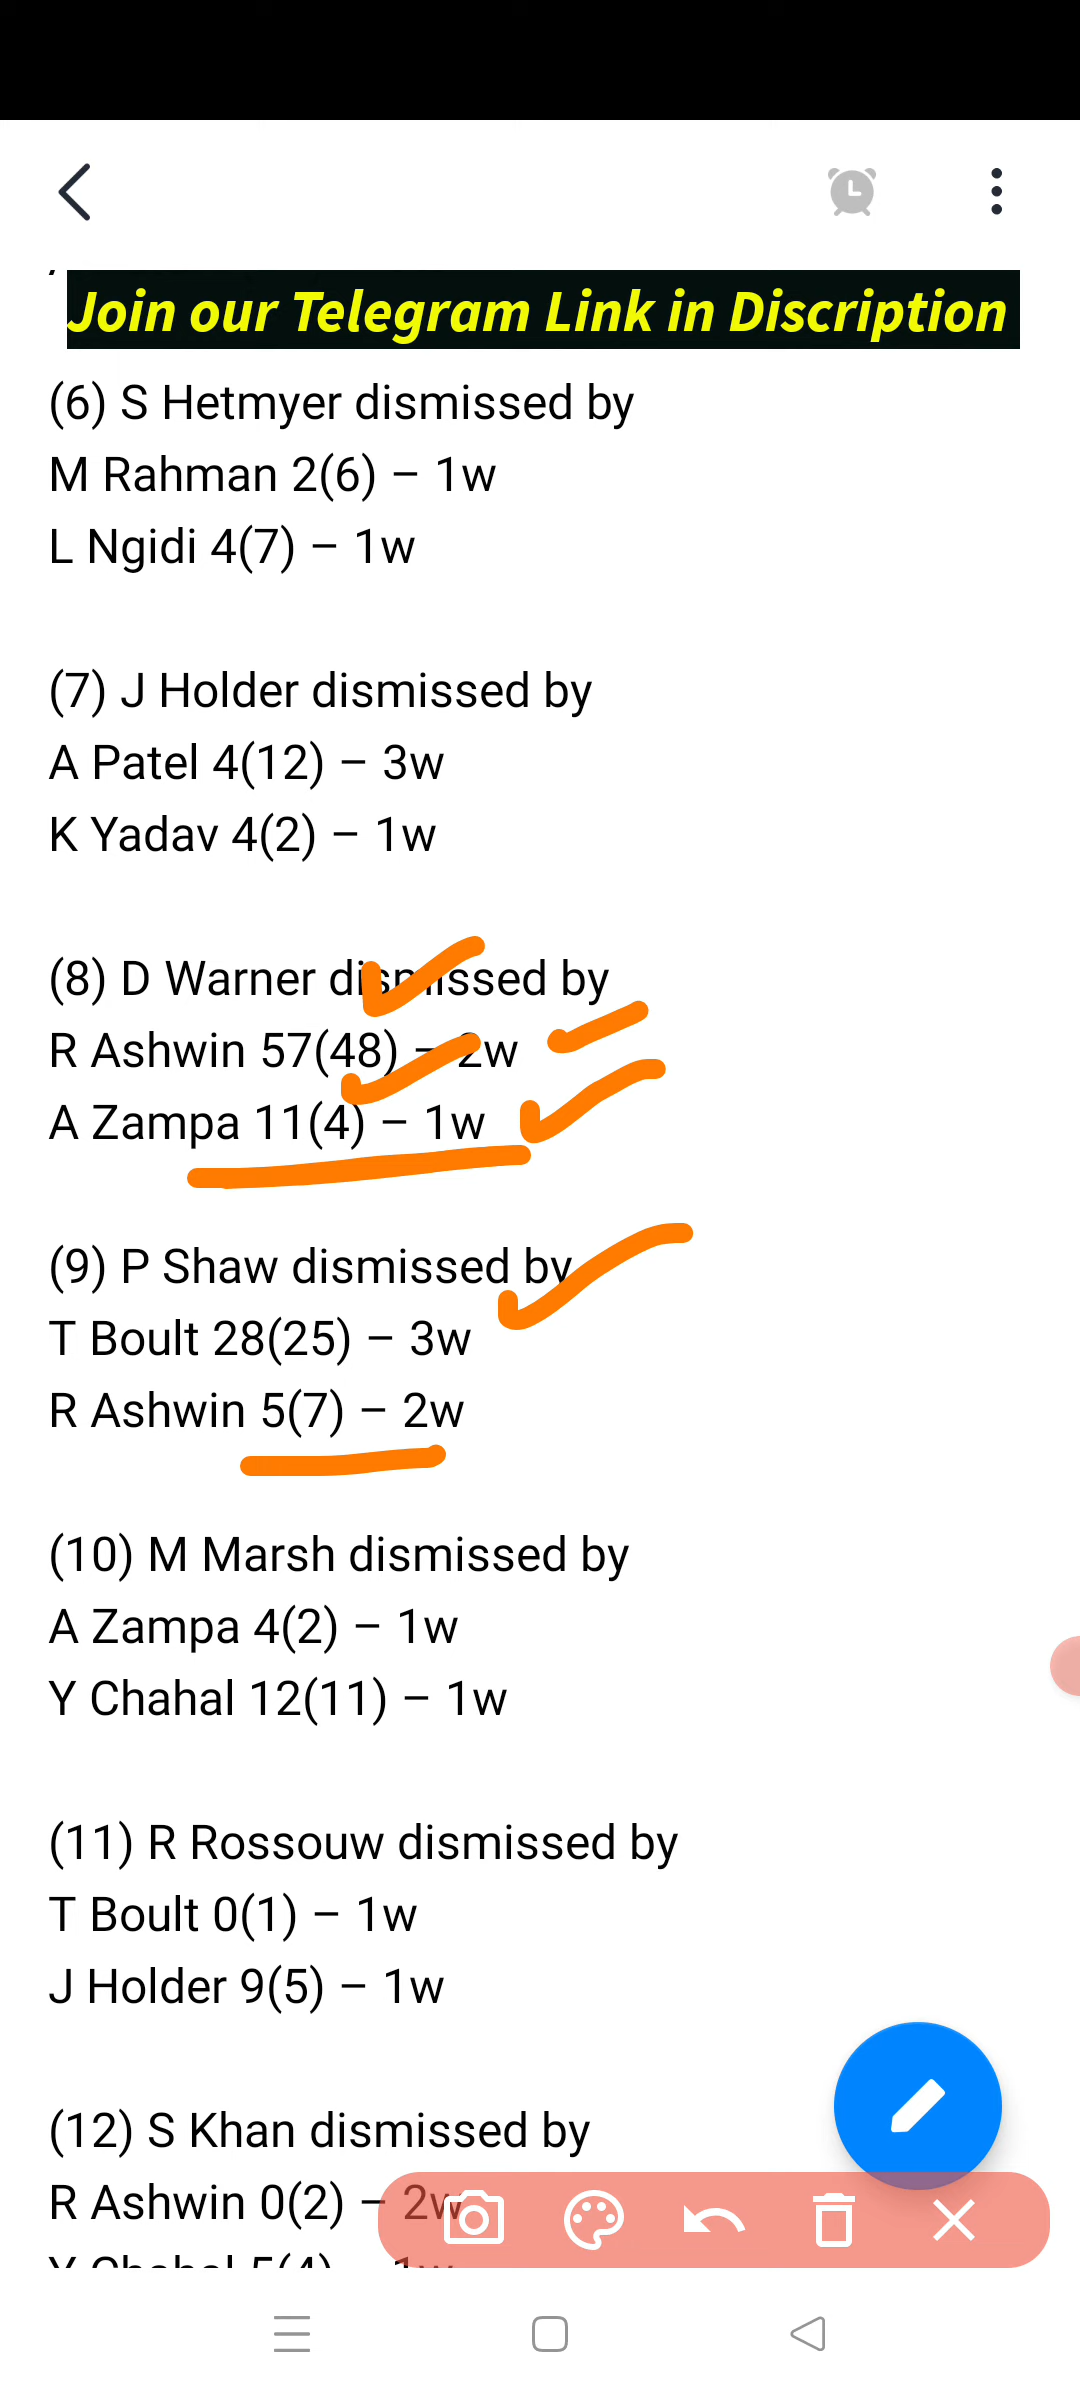 Join our Telegram Link in Discription
(6) S Hetmyer dismissed by
M Rahman 2(6) – 1w
L Ngidi 4(7) – 1w
(7) J Holder dismissed by
A Patel 4(12) – 3w
K Yadav 4(2) – 1w
(8) D Warner dismissed by
R Ashwin 57(48) – 2w
A Zampa 11(4) – 1w
(9) P Shaw dismissed by
T Boult 28(25) – 3w
R Ashwin 5(7) – 2w
(10) M Marsh dismissed by
A Zampa 4(2) – 1w
Y Chahal 12(11) – 1w
(11) R Rossouw dismissed by
T Boult 0(1) – 1w
J Holder 9(5) – 1w
(12) S Khan dismissed by
R Ashwin 0(2) – 2w
Y Chahal 5(4) – 1w